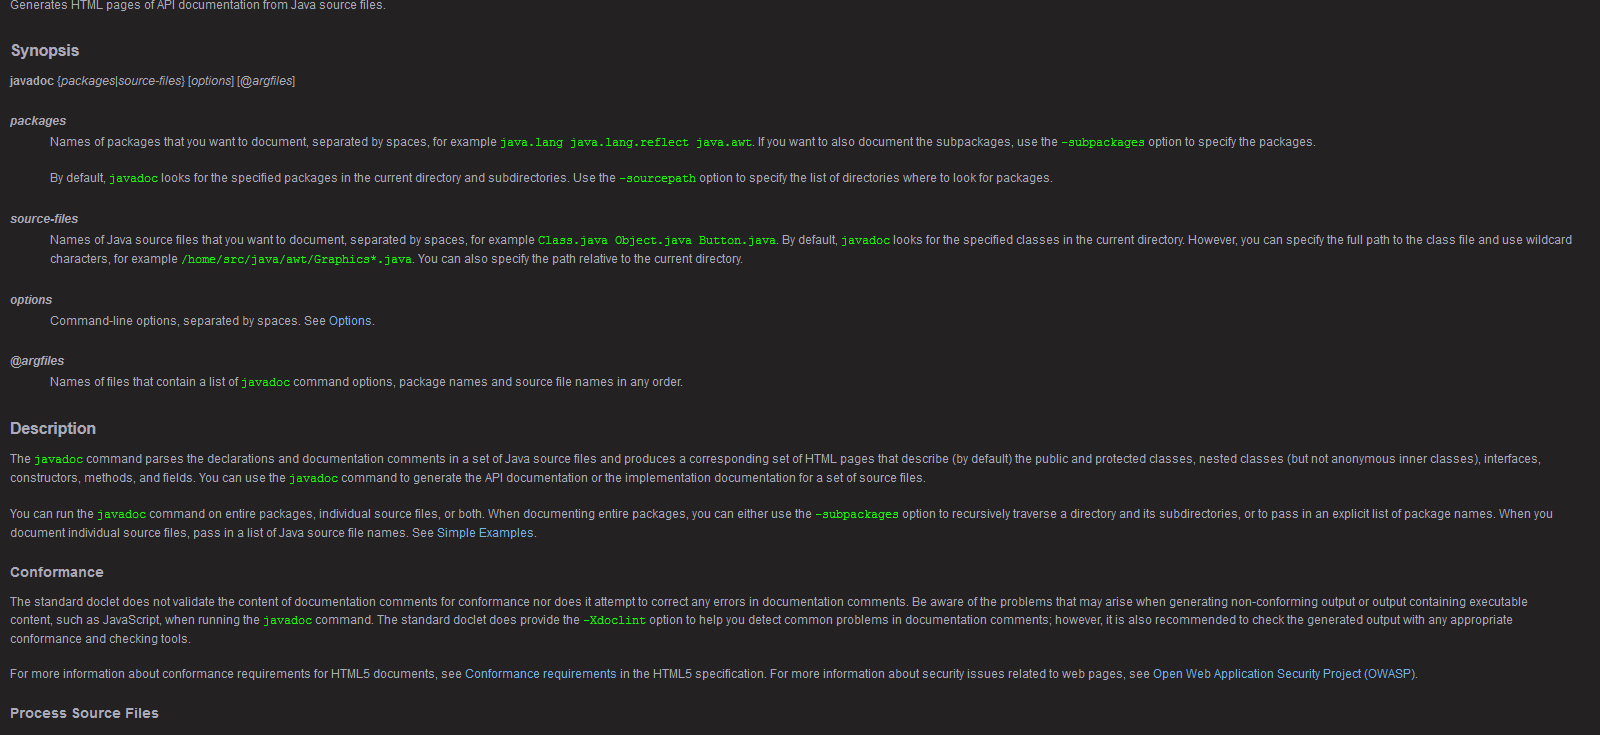 Generates HTML pages of API documentation from Java source files.
Synopsis
javadoc {packages|source-files} [options] [@argfiles]
packages
Names of packages that you want to document, separated by spaces, for example java.lang java.lang.reflect java.awt. If you want to also document the subpackages, use the -subpackages option to specify the packages.
By default, javadoc looks for the specified packages in the current directory and subdirectories. Use the -sourcepath option to specify the list of directories where to look for packages.
source-files
Names of Java source files that you want to document, separated by spaces, for example Class.java Object.java Button.java. By default, javadoc looks for the specified classes in the current directory. However, you can specify the full path to the class file and use wildcard
characters, for example /home/src/java/awt/Graphics*.java. You can also specify the path relative to the current directory.
options
Command-line options, separated by spaces. See Options.
@argfiles
Names of files that contain a list of javadoc command options, package names and source file names in any order.
Description
The javadoc command parses the declarations and documentation comments in a set of Java source files and produces a corresponding set of HTML pages that describe (by default) the public and protected classes, nested classes (but not anonymous inner classes), interfaces,
constructors, methods, and fields. You can use the javadoc command to generate the API documentation or the implementation documentation for a set of source files.
You can run the javadoc command on entire packages, individual source files, or both. When documenting entire packages, you can either use the -subpackages option to recursively traverse a directory and its subdirectories, or to pass in an explicit list of package names. When you
document individual source files, pass in a list of Java source file names. See Simple Examples.
Conformance
The standard doclet does not validate the content of documentation comments for conformance nor does it attempt to correct any errors in documentation comments. Be aware of the problems that may arise when generating non-conforming output or output containing executable
content, such as JavaScript, when running the javadoc command. The standard doclet does provide the -Xdoclint option to help you detect common problems in documentation comments; however, it is also recommended to check the generated output with any appropriate
conformance and checking tools.
For more information about conformance requirements for HTML5 documents, see Conformance requirements in the HTML5 specification. For more information about security issues related to web pages, see Open Web Application Security Project (OWASP).
Process Source Files